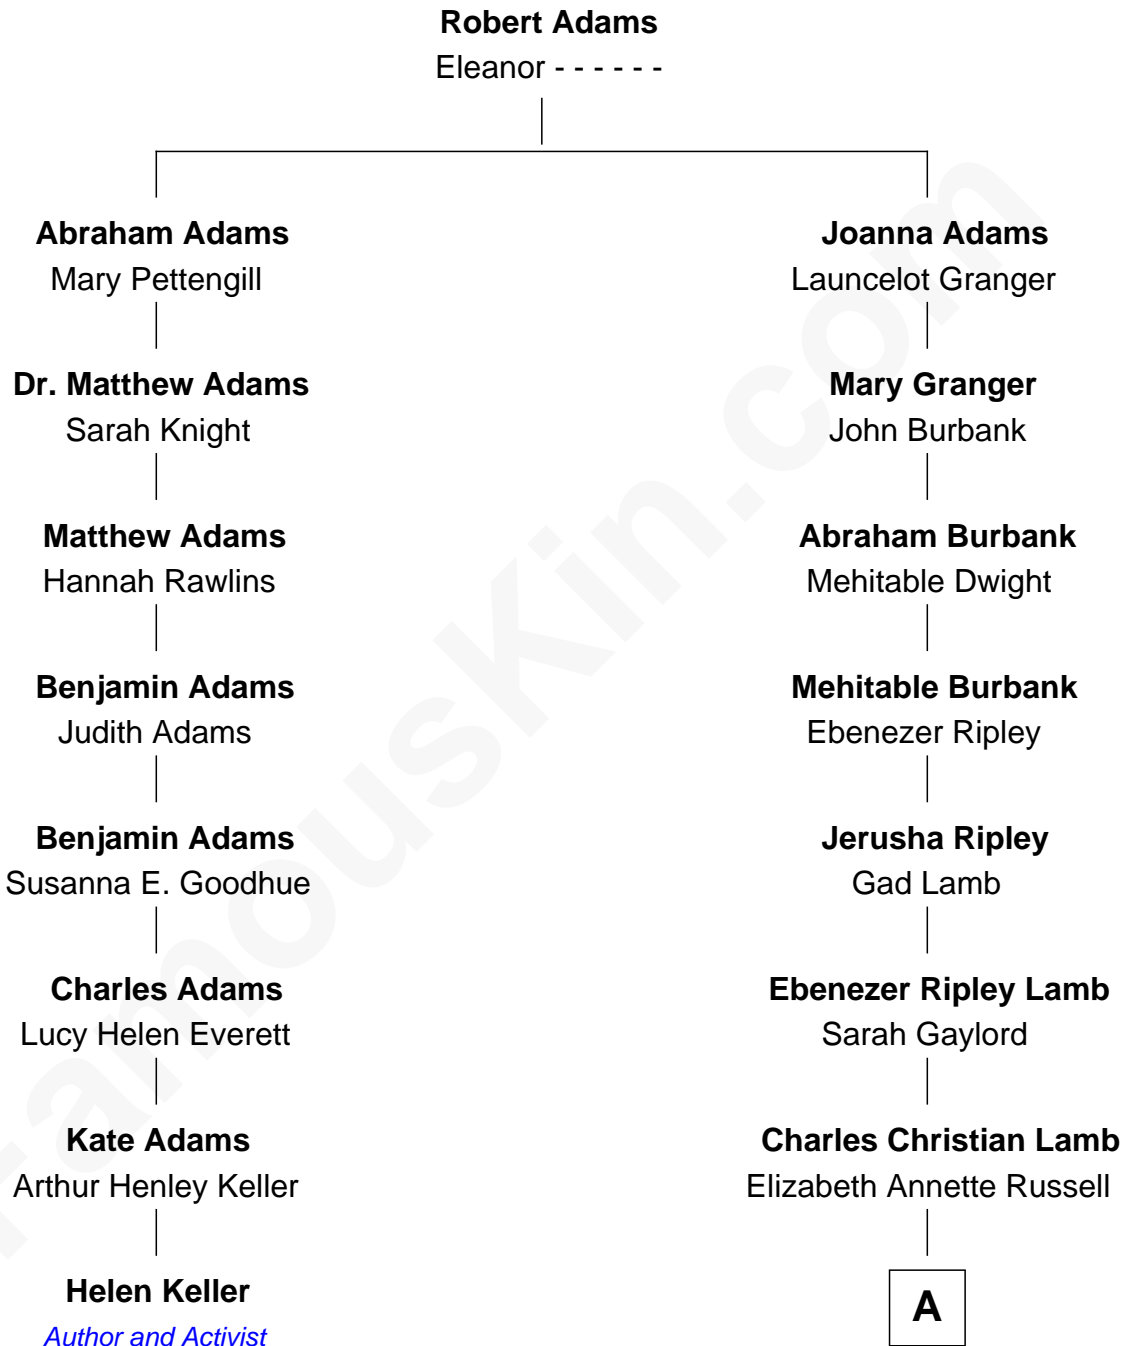 Robert Adams
Eleanor - - - - - -
Abraham Adams
Mary Pettengill
Joanna Adams
Launcelot Granger
Dr. Matthew Adams
Sarah Knight
Mary Granger
John Burbank
Matthew Adams
Hannah Rawlins
Abraham Burbank
Mehitable Dwight
Benjamin Adams
Judith Adams
Mehitable Burbank
Ebenezer Ripley
Benjamin Adams
Susanna E. Goodhue
Jerusha Ripley
Gad Lamb
Charles Adams
Lucy Helen Everett
Ebenezer Ripley Lamb
Sarah Gaylord
Kate Adams
Arthur Henley Keller
Charles Christian Lamb
Elizabeth Annette Russell
Helen Keller
Author and Activist
A
FamousKin.com